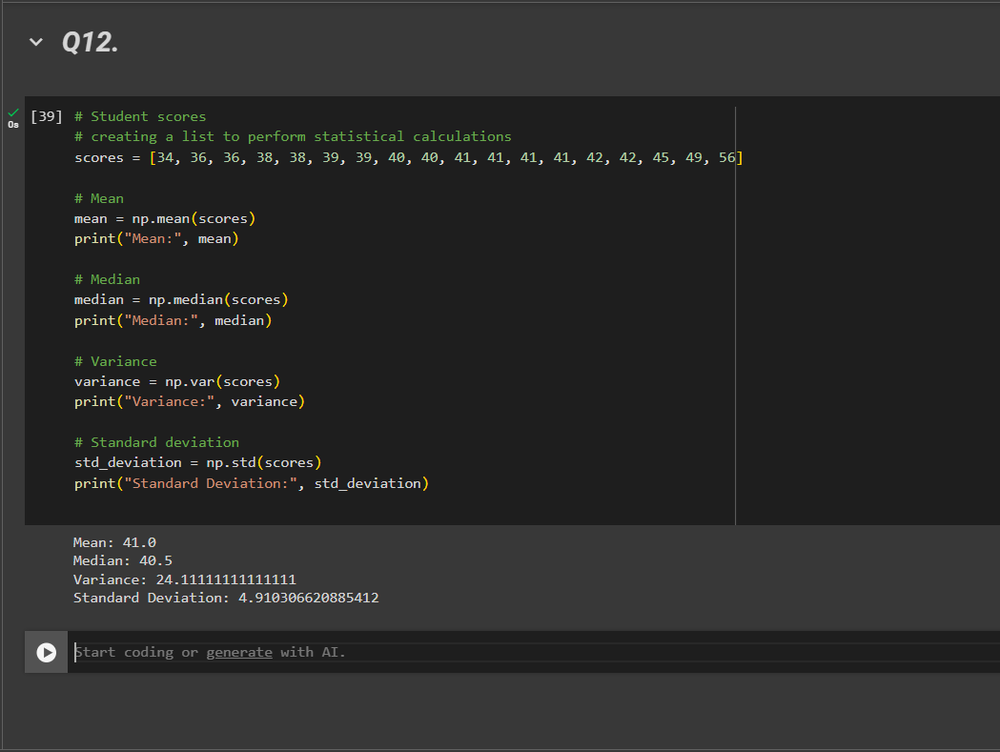 Q12.
[39] # Student scores
0s
# creating a list to perform statistical calculations
scores = [34, 36, 36, 38, 38, 39, 39, 40, 40, 41, 41, 41, 41, 42, 42, 45, 49, 56]
# Mean
mean = np.mean(scores)
print("Mean:", mean)
# Median
median = np.median(scores)
print("Median:", median)
# Variance
variance = np.var(scores)
print("Variance:", variance)
# Standard deviation
std_deviation = np.std(scores)
print("Standard Deviation:", std_deviation)
Mean: 41.0
Median: 40.5
Variance: 24.11111111111111
Standard Deviation: 4.910306620885412
Start coding or generate with AI.